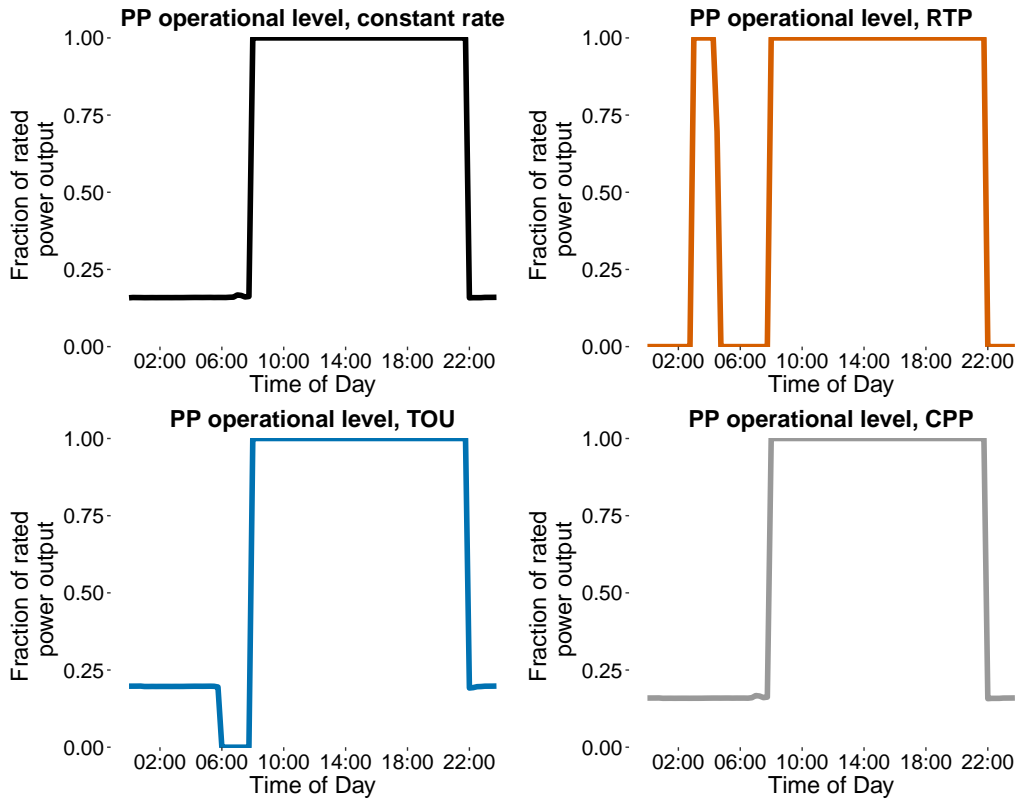 PP operational level, constant rate
Fraction of rated
power output
1.00
0.75
0.50
0.25
0.00
02:00 06:00 10:00 14:00 18:00 22:00
Time of Day
PP operational level, RTP
Fraction of rated
power output
1.00
0.75
0.50
0.25
0.00
02:00 06:00 10:00 14:00 18:00 22:00
Time of Day
PP operational level, TOU
Fraction of rated
power output
1.00
0.75
0.50
0.25
0.00
02:00 06:00 10:00 14:00 18:00 22:00
Time of Day
PP operational level, CPP
Fraction of rated
power output
1.00
0.75
0.50
0.25
0.00
02:00 06:00 10:00 14:00 18:00 22:00
Time of Day